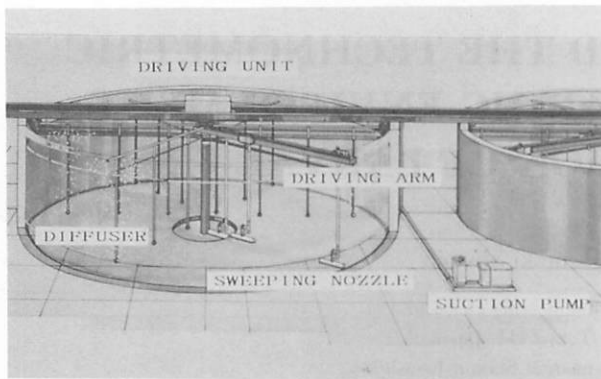 DRIVING UNIT
DRIVING ARM
DIFFUSER
SWEEPING NOZZLE
SUCTION PUMP